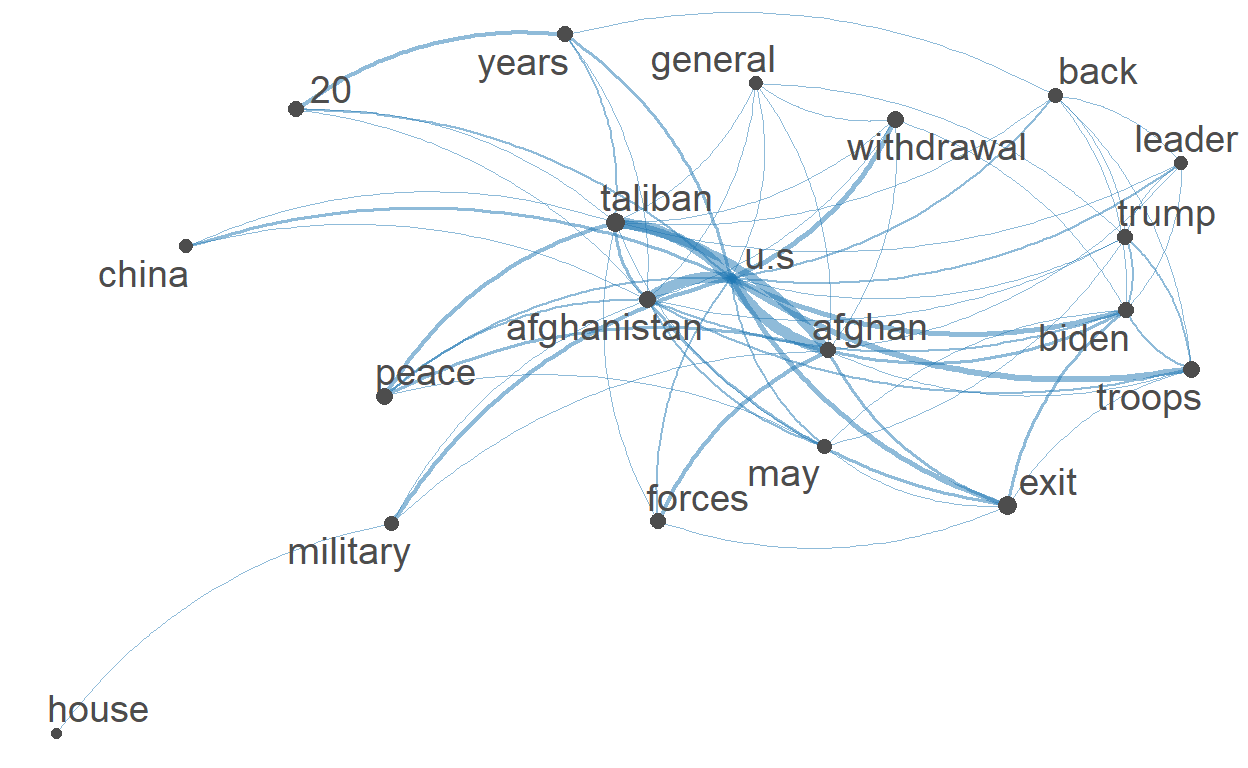 years
general
back
20
leader
withdrawal
taliban
trump
u.s
china
afghanistan
afghan
biden
peace
troops
may
exit
forces
military
house